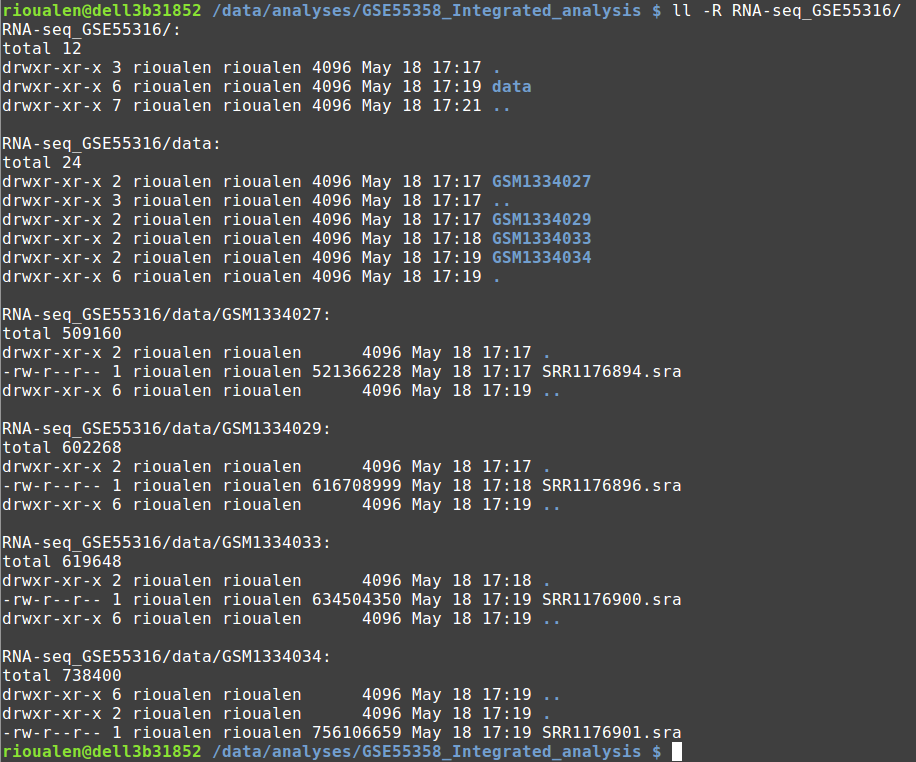 rioualen@dell3b31852 /data/analyses/GSE55358_Integrated_analysis $ ll -R RNA-seq_GSE55316/
RNA-seq_GSE55316/:
total 12
drwxr-xr-x 3 rioualen rioualen 4096 May 18 17:17 .
drwxr-xr-x 6 rioualen rioualen 4096 May 18 17:19 data
drwxr-xr-x 7 rioualen rioualen 4096 May 18 17:21 ..

RNA-seq_GSE55316/data:
total 24
drwxr-xr-x 2 rioualen rioualen 4096 May 18 17:17 GSM1334027
drwxr-xr-x 3 rioualen rioualen 4096 May 18 17:17 ..
drwxr-xr-x 2 rioualen rioualen 4096 May 18 17:17 GSM1334029
drwxr-xr-x 2 rioualen rioualen 4096 May 18 17:18 GSM1334033
drwxr-xr-x 2 rioualen rioualen 4096 May 18 17:19 GSM1334034
drwxr-xr-x 6 rioualen rioualen 4096 May 18 17:19 .

RNA-seq_GSE55316/data/GSM1334027:
total 509160
drwxr-xr-x 2 rioualen rioualen      4096 May 18 17:17 .
-rw-r--r-- 1 rioualen rioualen 521366228 May 18 17:17 SRR1176894.sra
drwxr-xr-x 6 rioualen rioualen      4096 May 18 17:19 ..

RNA-seq_GSE55316/data/GSM1334029:
total 602268
drwxr-xr-x 2 rioualen rioualen      4096 May 18 17:17 .
-rw-r--r-- 1 rioualen rioualen 616708999 May 18 17:18 SRR1176896.sra
drwxr-xr-x 6 rioualen rioualen      4096 May 18 17:19 ..

RNA-seq_GSE55316/data/GSM1334033:
total 619648
drwxr-xr-x 2 rioualen rioualen      4096 May 18 17:18 .
-rw-r--r-- 1 rioualen rioualen 634504350 May 18 17:19 SRR1176900.sra
drwxr-xr-x 6 rioualen rioualen      4096 May 18 17:19 ..

RNA-seq_GSE55316/data/GSM1334034:
total 738400
drwxr-xr-x 6 rioualen rioualen      4096 May 18 17:19 ..
drwxr-xr-x 2 rioualen rioualen      4096 May 18 17:19 .
-rw-r--r-- 1 rioualen rioualen 756106659 May 18 17:19 SRR1176901.sra
rioualen@dell3b31852 /data/analyses/GSE55358_Integrated_analysis $